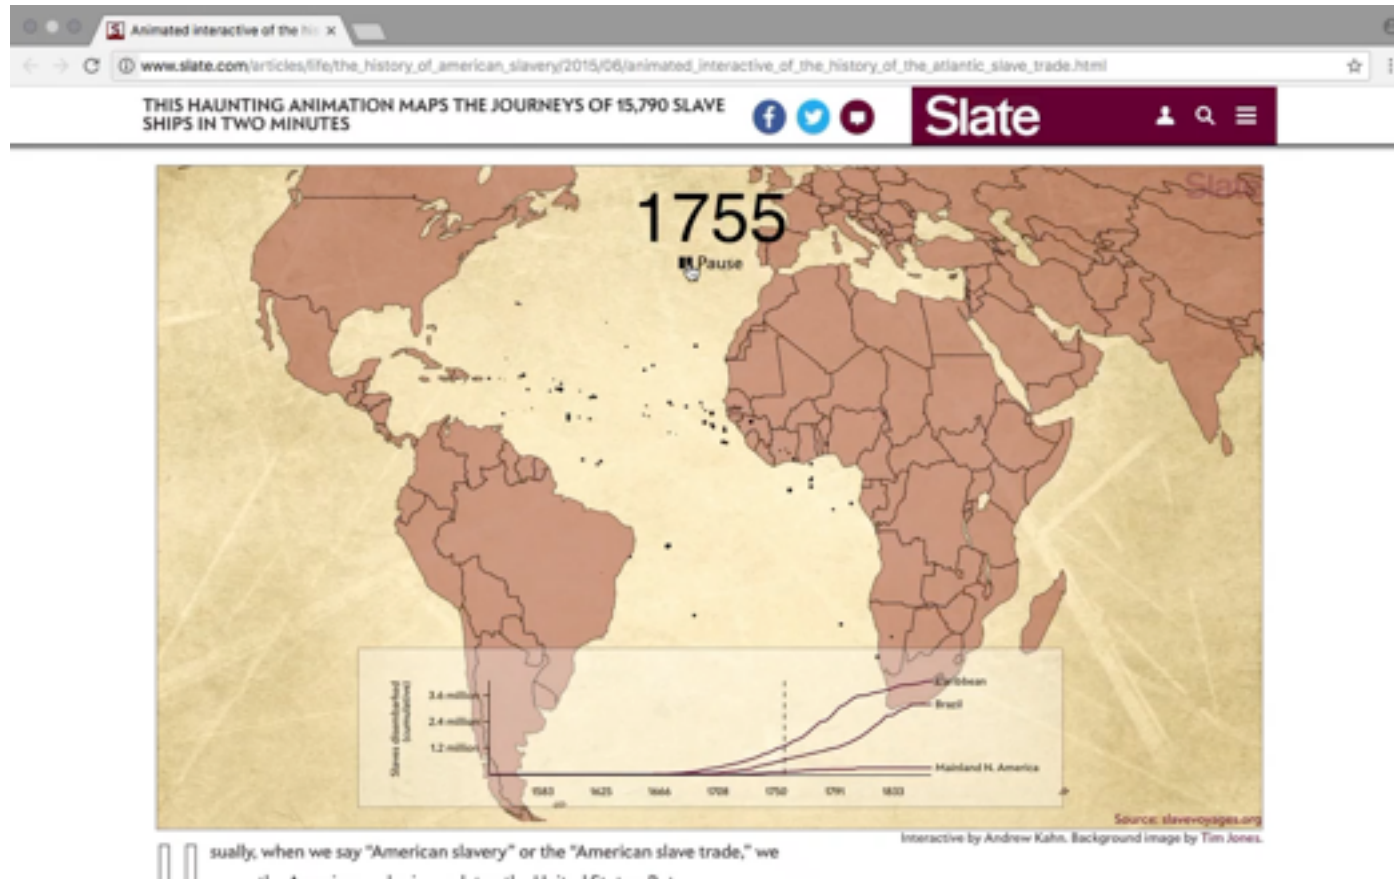 Animated interactive of the his
www.slate.com/articles/life/the_history_of_american_slavery/2015/06/animated_interactive_of_the_history_of_the_atlantic_slave_trade.html
THIS HAUNTING ANIMATION MAPS THE JOURNEYS OF 15,790 SLAVE
SHIPS IN TWO MINUTES
Slate
Slate
1755
Pause
Slaves disembarked
(cumulative)
3.6 million
2.4 million
1.2 million
Caribbean
Brazil
Mainland N. America
1583 1625 1666 1708 1750 1791 1833
Source: slavevoyages.org
Interactive by Andrew Kahn. Background image by Tim Jones.
sually, when we say "American slavery" or the "American slave trade," we